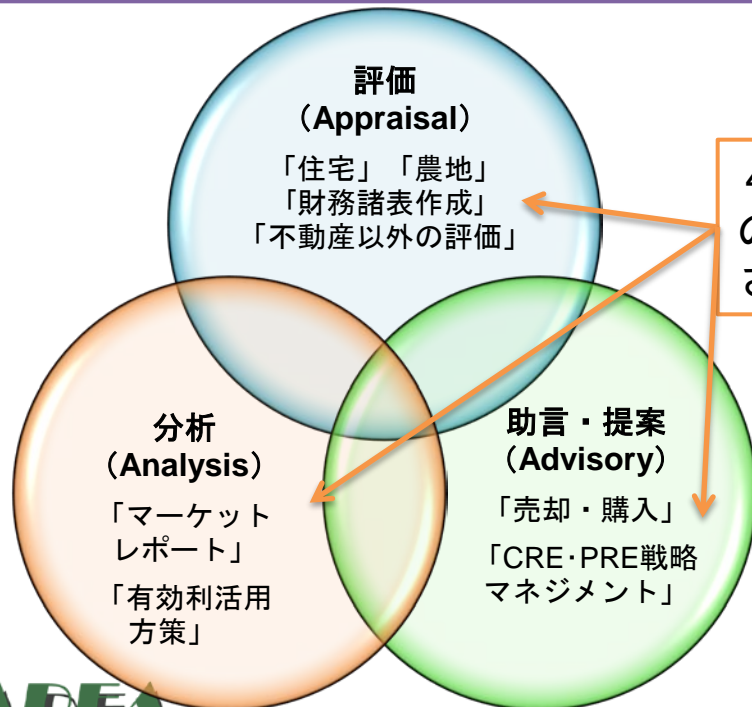 評価
（Appraisal）
「住宅」「農地」
「財務諸表作成」
「不動産以外の評価」
の
分析
（Analysis）
「マーケット
レポート」
「有効利活用
方策」
助言・提案
（Advisory）
「売却・購入」
「CRE･PRE戦略
マネジメント」